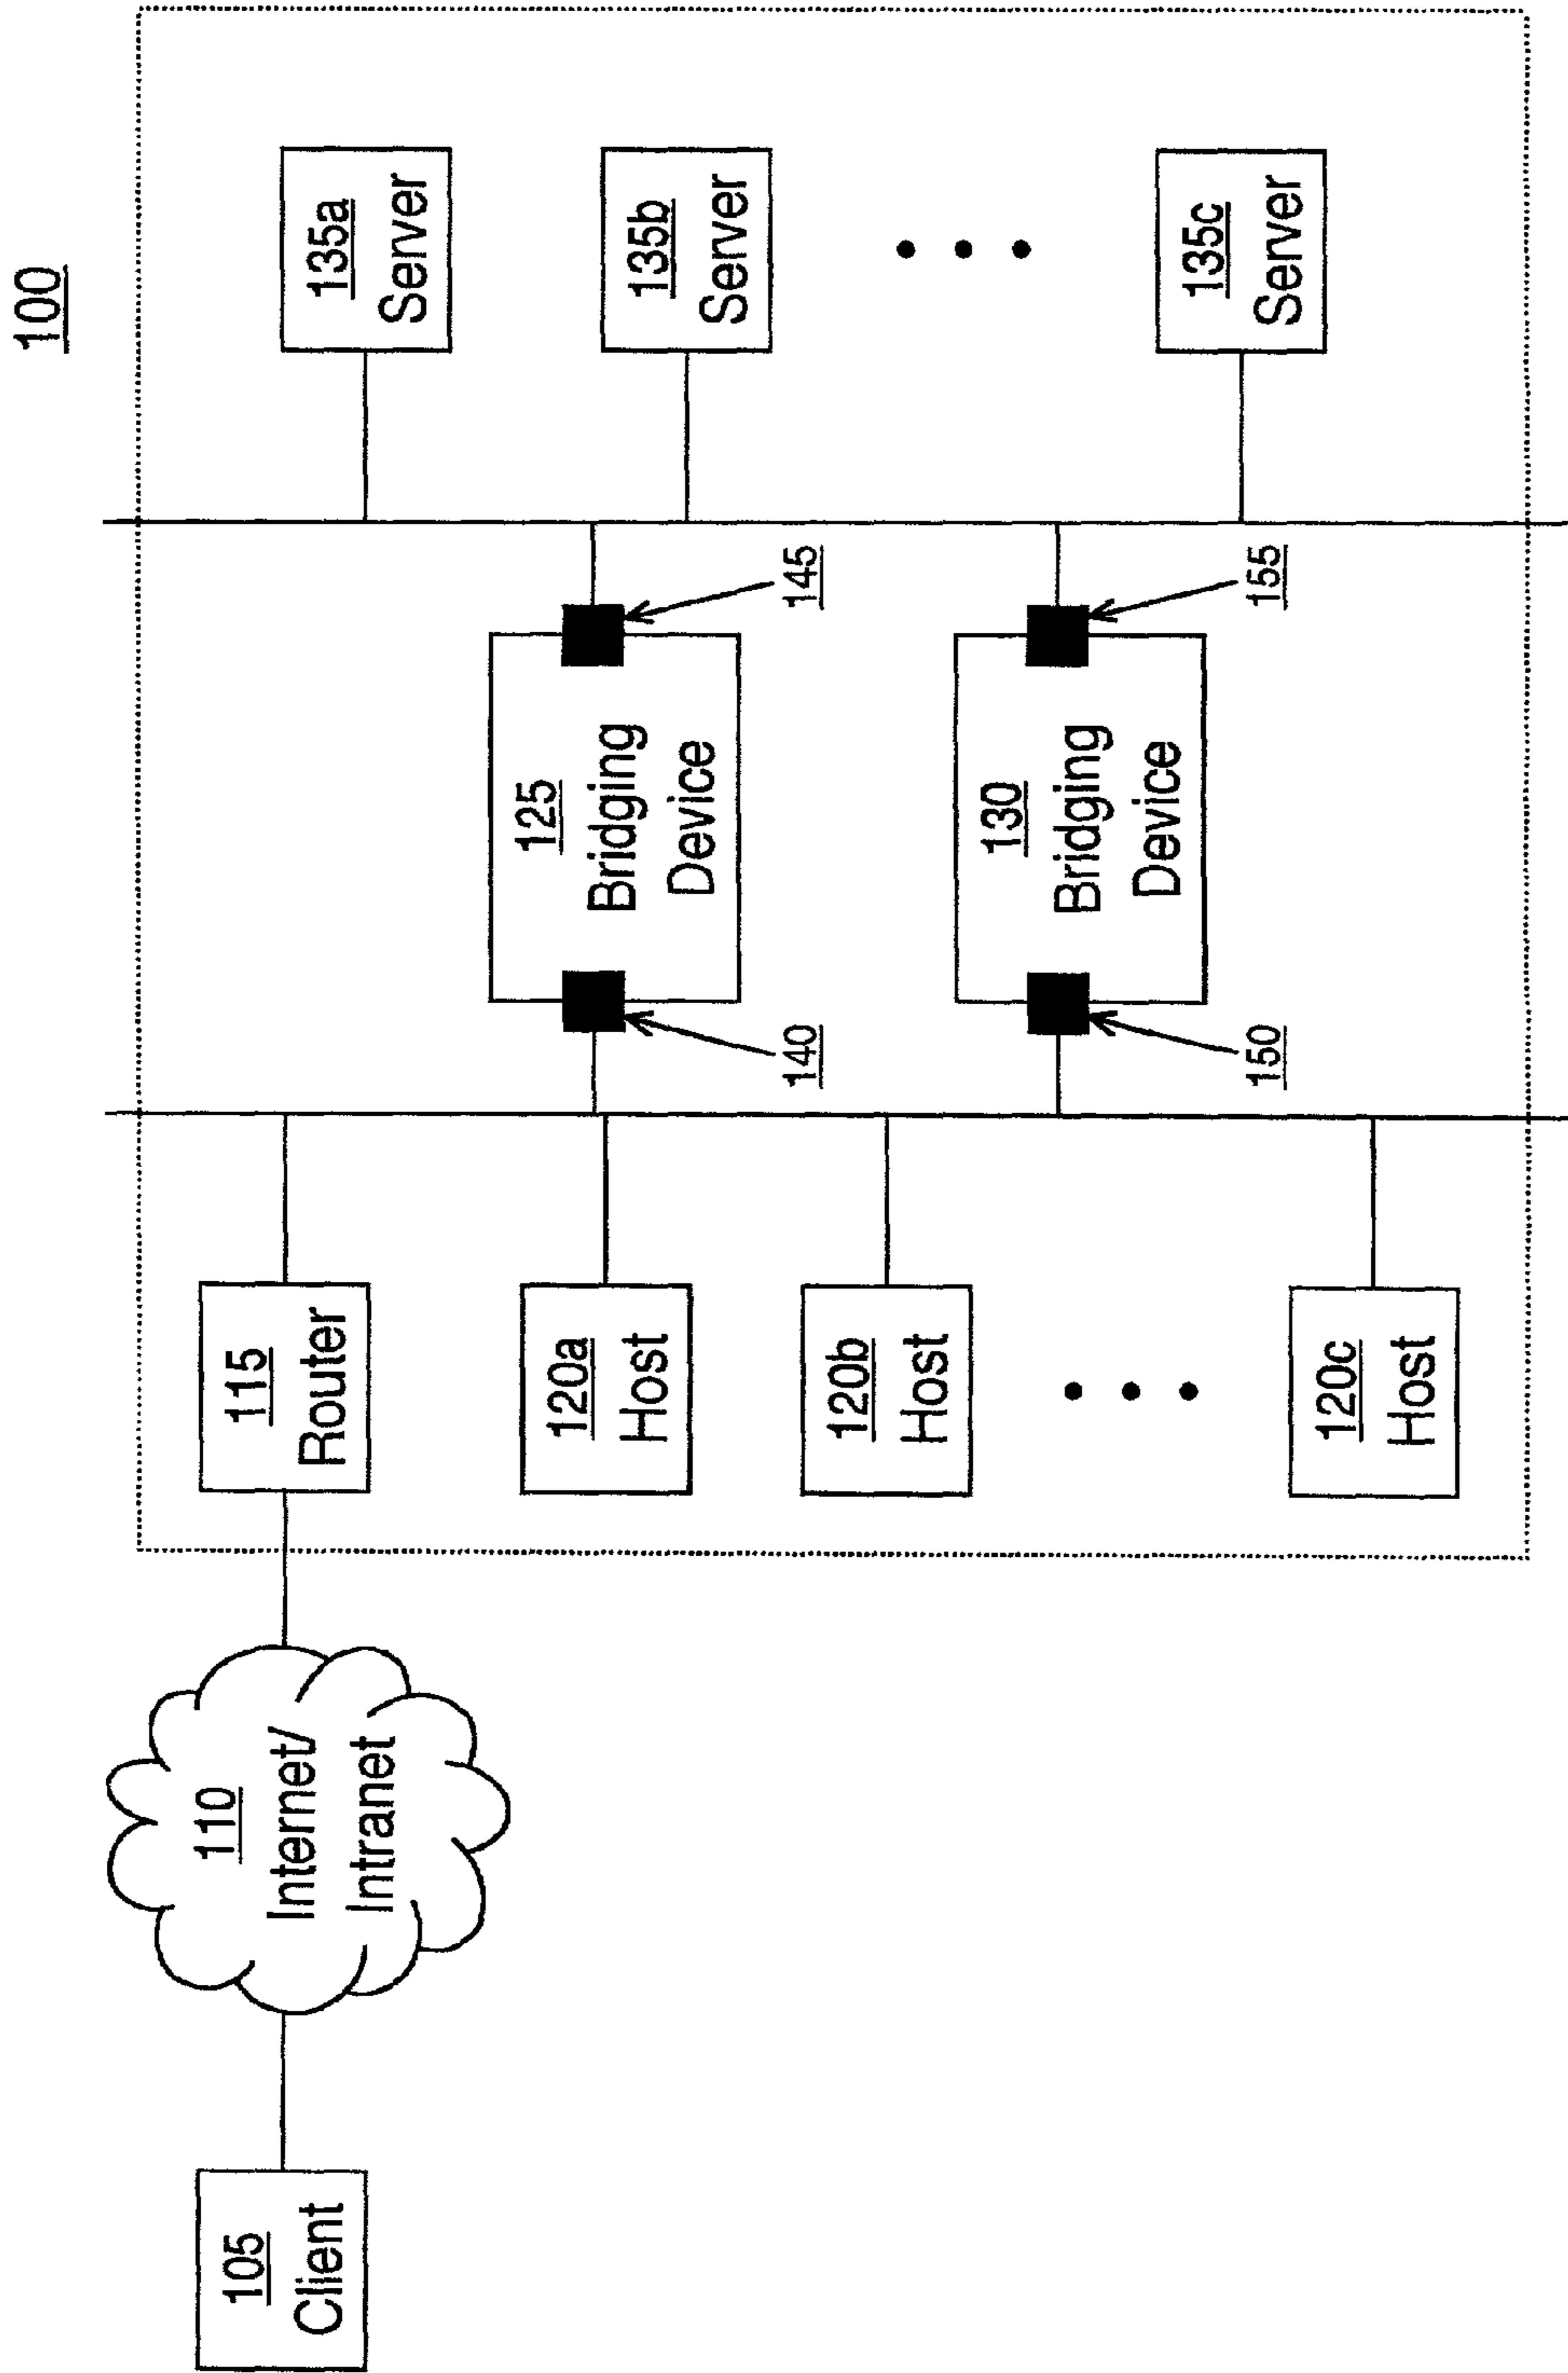 100
105
Client
110
Internet/
Intranet
115
Router
120a
Host
120b
Host
120c
Host
125
Bridging
Device
140
145
130
Bridging
Device
150
155
135a
Server
135b
Server
135c
Server